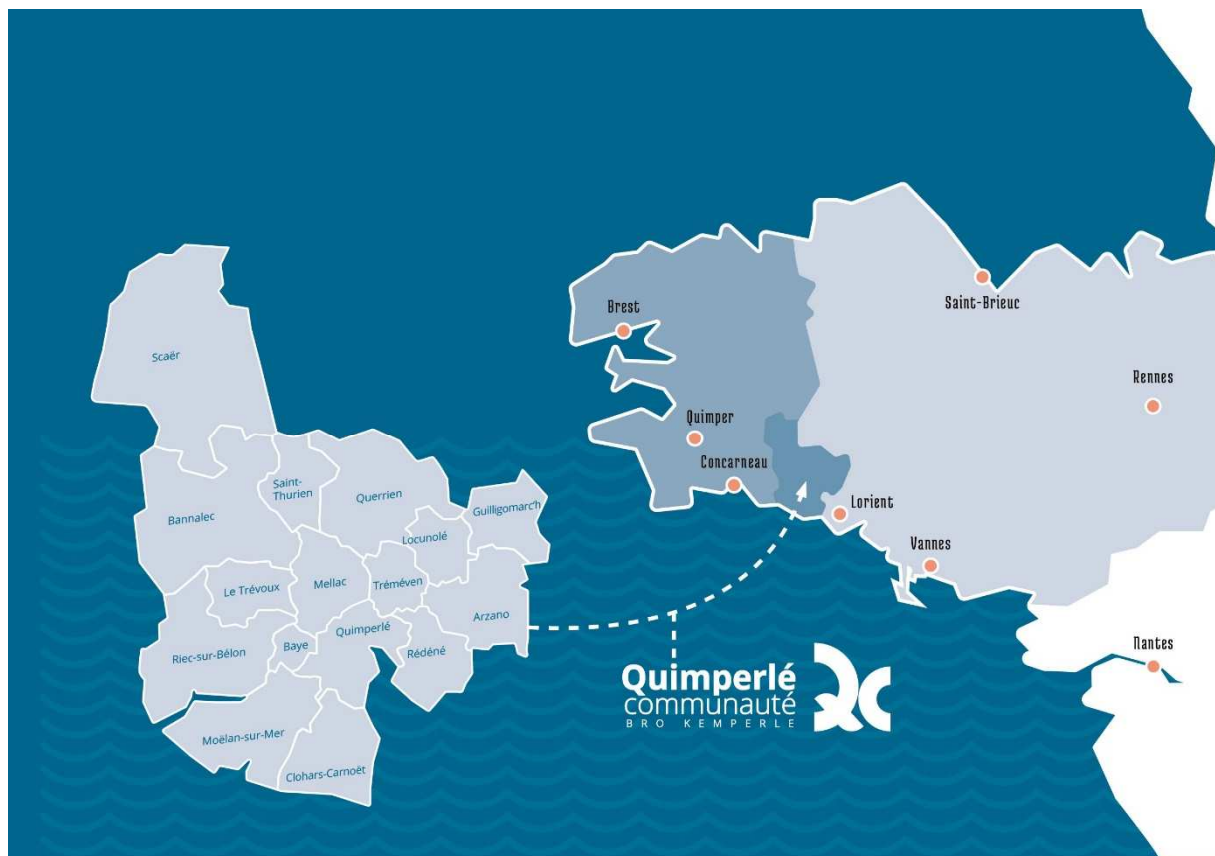 Scaër
Saint-
Thurien
Querrien
Bannalec
Guilligomarc'h
Locunolé
Le Trévoux
Mellac
Tréméven
Arzano
Quimperlé
Baye
Riec-sur-Bélon
Rédéné
Moëlan-sur-Mer
Clohars-Carnoët
Brest
Saint-Brieuc
Rennes
Quimper
Concarneau
Lorient
Vannes
Nantes
Quimperlé
communauté
BRO KEMPERLE
QC